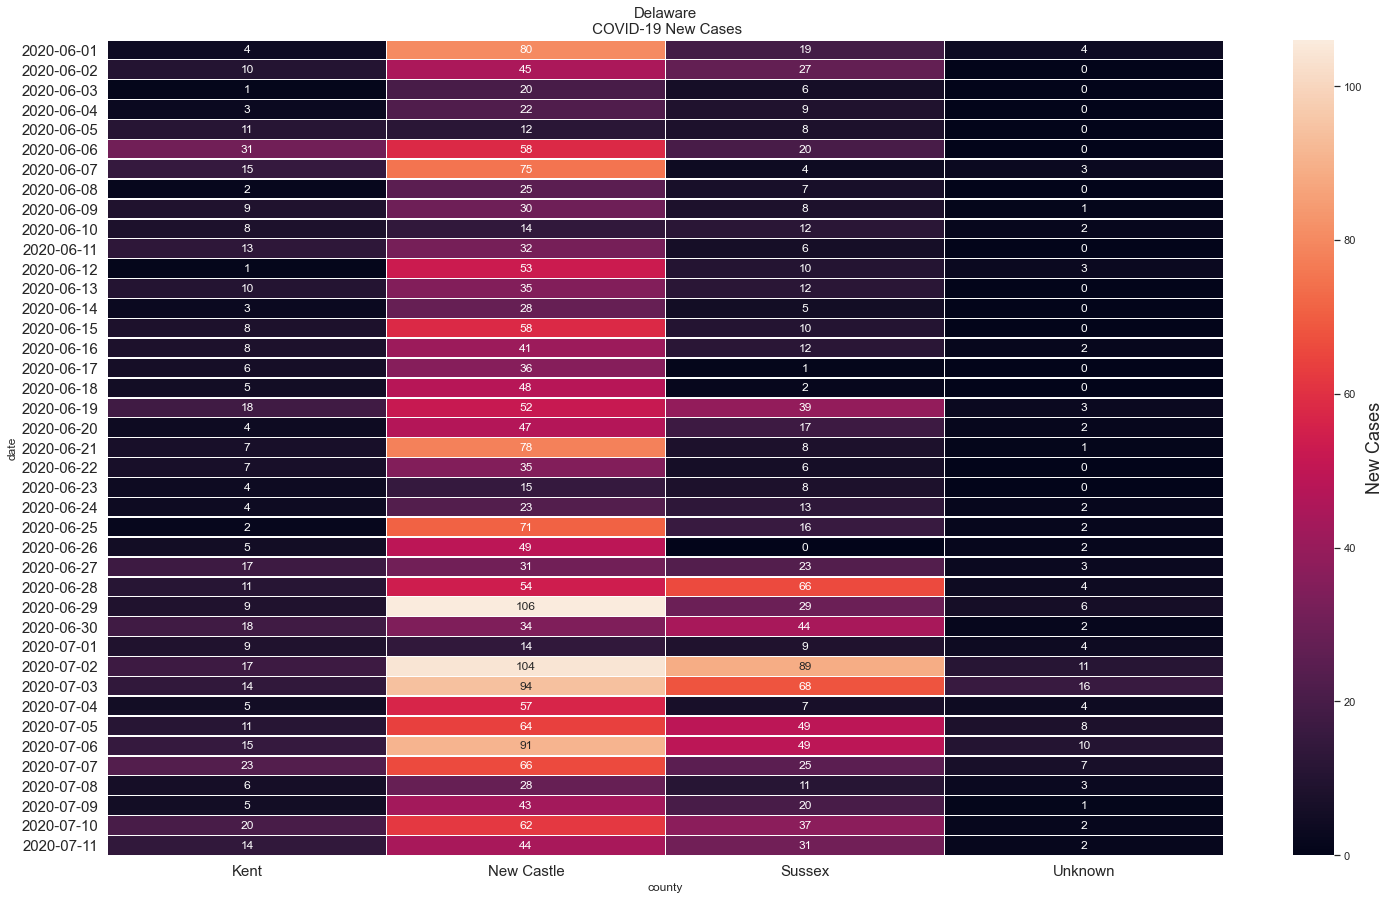 Delaware
COVID-19 New Cases
2020-06-01 4 80 19 4
2020-06-02 10 45 27 0
2020-06-03 1 20 6 0
2020-06-04 3 22 9 0
2020-06-05 11 12 8 0
2020-06-06 31 58 20 0
2020-06-07 15 75 4 3
2020-06-08 2 25 7 0
2020-06-09 9 30 8 1
2020-06-10 8 14 12 2
2020-06-11 13 32 6 0
2020-06-12 1 53 10 3
2020-06-13 10 35 12 0
2020-06-14 3 28 5 0
2020-06-15 8 58 10 0
2020-06-16 8 41 12 2
2020-06-17 6 36 1 0
2020-06-18 5 48 2 0
2020-06-19 18 52 39 3
2020-06-20 4 47 17 2
2020-06-21 7 78 8 1
2020-06-22 7 35 6 0
2020-06-23 4 15 8 0
2020-06-24 4 23 13 2
2020-06-25 2 71 16 2
2020-06-26 5 49 0 2
2020-06-27 17 31 23 3
2020-06-28 11 54 66 4
2020-06-29 9 106 29 6
2020-06-30 18 34 44 2
2020-07-01 9 14 9 4
2020-07-02 17 104 89 11
2020-07-03 14 94 68 16
2020-07-04 5 57 7 4
2020-07-05 11 64 49 8
2020-07-06 15 91 49 10
2020-07-07 23 66 25 7
2020-07-08 6 28 11 3
2020-07-09 5 43 20 1
2020-07-10 20 62 37 2
2020-07-11 14 44 31 2
Kent New Castle Sussex Unknown
county
date
100
80
60
40
20
0
New Cases